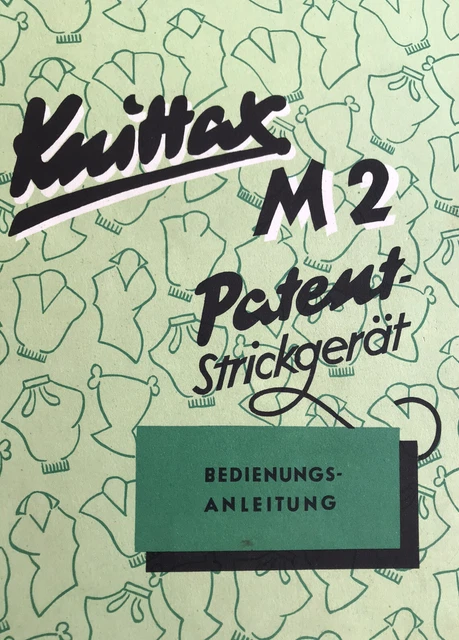 Knittax
M 2
Patent-
Strickgerät
BEDIENUNGS-
ANLEITUNG